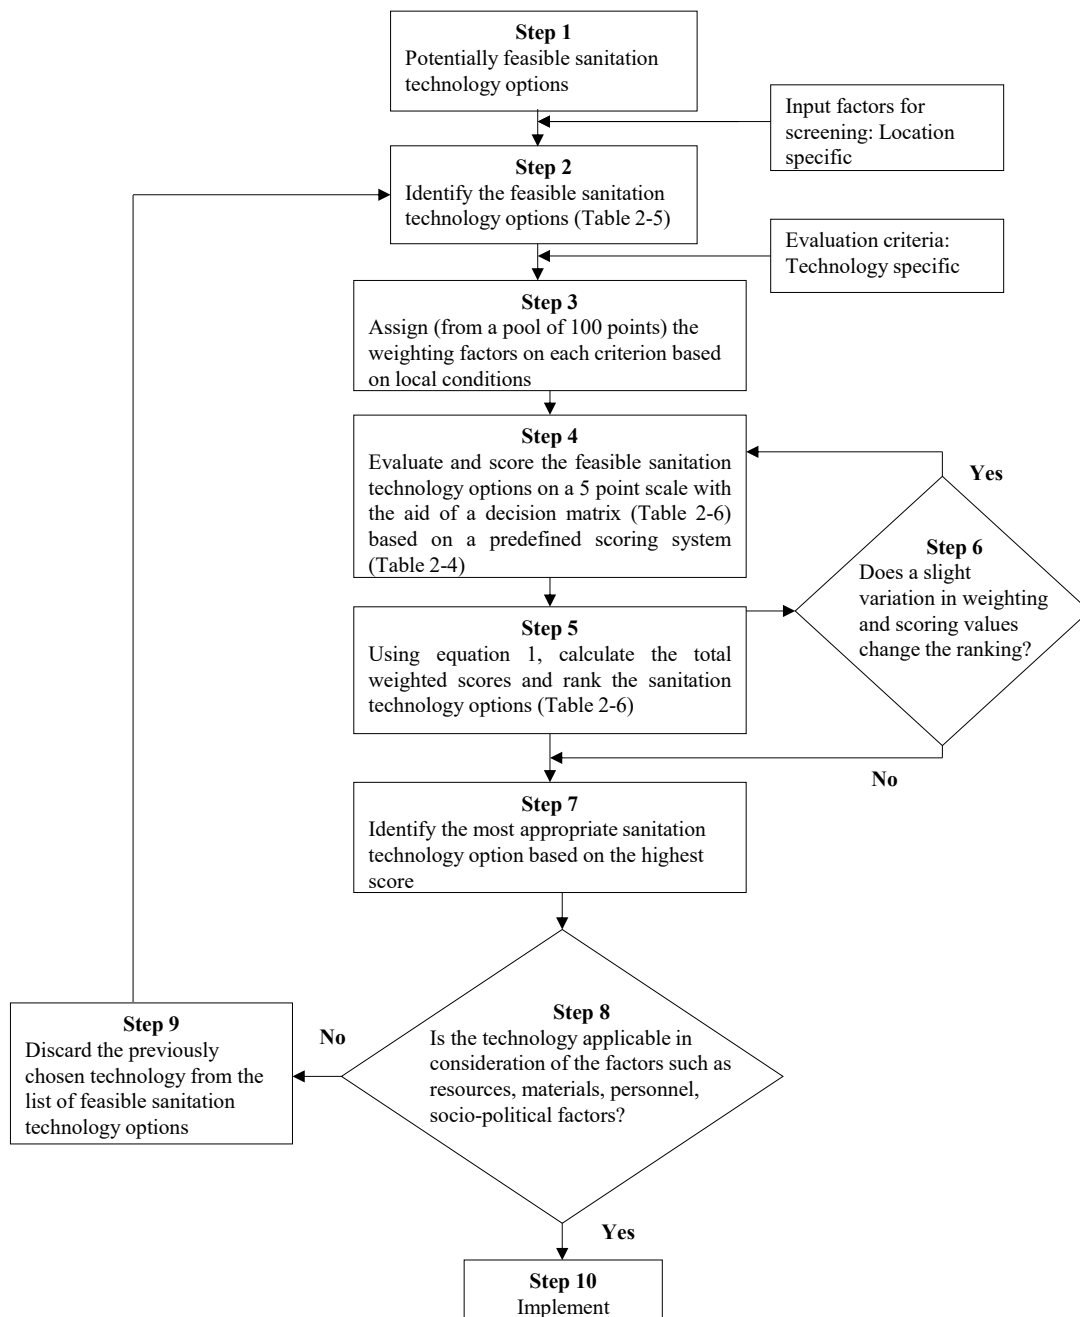 Step 1
Potentially feasible sanitation
technology options
Input factors for
screening: Location
specific
Step 2
Identify the feasible sanitation
technology options (Table 2-5)
Evaluation criteria:
Technology specific
Step 3
Assign (from a pool of 100 points) the
weighting factors on each criterion based
on local conditions
Step 4
Evaluate and score the feasible sanitation
technology options on a 5 point scale with
the aid of a decision matrix (Table 2-6)
based on a predefined scoring system
(Table 2-4)
Yes
Step 6
Does a slight
variation in weighting
and scoring values
change the ranking?
Step 5
Using equation 1, calculate the total
weighted scores and rank the sanitation
technology options (Table 2-6)
No
Step 7
Identify the most appropriate sanitation
technology option based on the highest
score
Step 8
Is the technology applicable in
consideration of the factors such as
resources, materials, personnel,
socio-political factors?
No
Step 9
Discard the previously
chosen technology from the
list of feasible sanitation
technology options
Yes
Step 10
Implement